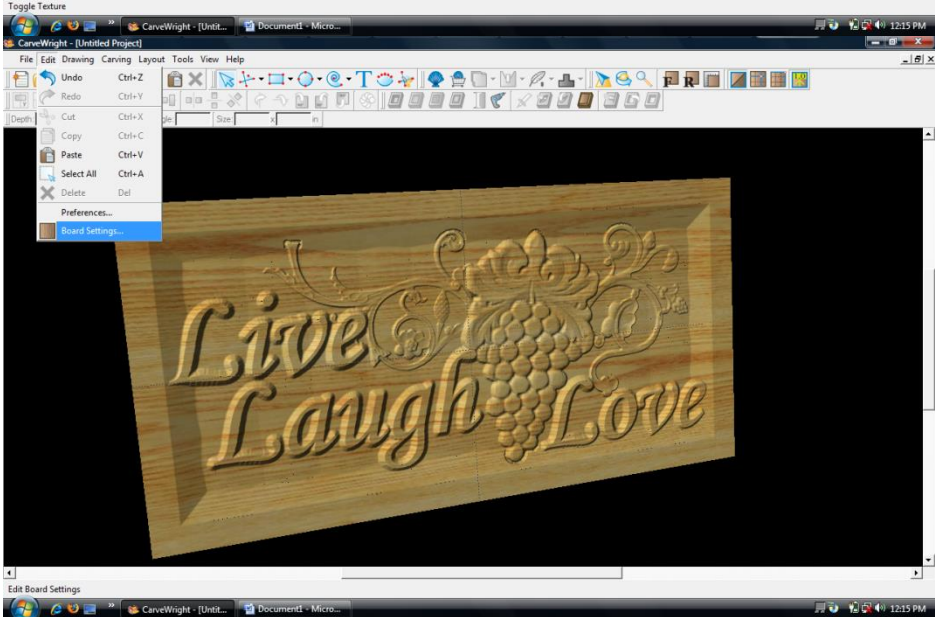 Toggle Texture
CarveWright - [Untit... Document1 - Micro... 12:15 PM
CarveWright - [Untitled Project]
File Edit Drawing Carving Layout Tools View Help
Undo Ctrl+Z
Redo Ctrl+Y
Cut Ctrl+X
Copy Ctrl+C
Paste Ctrl+V
Select All Ctrl+A
Delete Del
Preferences...
Board Settings...
Depth Size x in
Live
Laugh
Love
Edit Board Settings
CarveWright - [Untit... Document1 - Micro... 12:15 PM